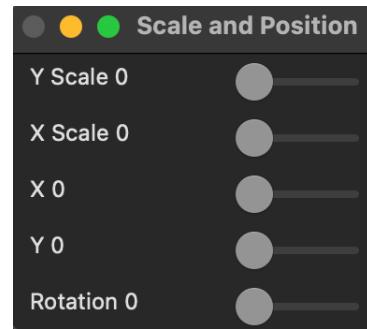 Scale and Position
Y Scale 0
X Scale 0
X 0
Y 0
Rotation 0